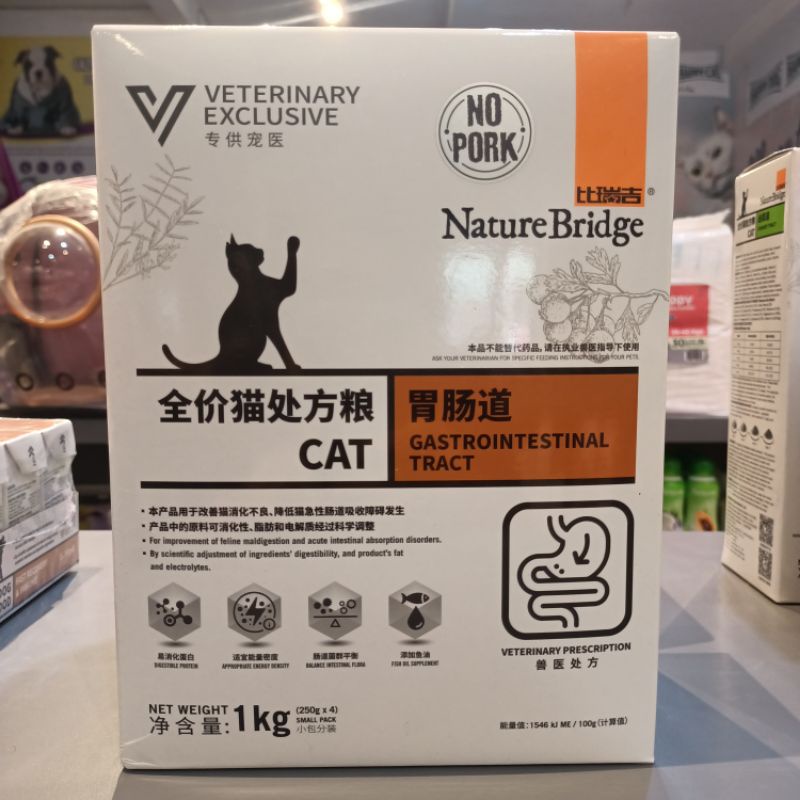 VETERINARY
EXCLUSIVE
专供宠医
NO
PORK
比瑞吉®
NatureBridge
本品不能替代药品,请在执业兽医指导下使用
ASK YOUR VETERINARIAN FOR SPECIFIC FEEDING INSTRUCTIONS FOR YOUR PETS.
全价猫处方粮
CAT
胃肠道
GASTROINTESTINAL
TRACT
· 本产品用于改善猫消化不良、降低猫急性肠道吸收障碍发生
· 产品中的原料可消化性、脂肪和电解质经过科学调整
· For improvement of feline maldigestion and acute intestinal absorption disorders.
· By scientific adjustment of ingredients' digestibility, and product's fat
and electrolytes.
易消化蛋白
DIGESTIBLE PROTEIN
适宜能量密度
APPROPRIATE ENERGY DENSITY
肠道菌群平衡
BALANCE INTESTINAL FLORA
添加鱼油
FISH OIL SUPPLEMENT
VETERINARY PRESCRIPTION
兽医处方
NET WEIGHT
净含量:1kg
(250g x 4)
SMALL PACK
小包分装
能量值:1546 kJ ME / 100g (计算值)
NatureBridge
全价猫处方粮
CAT